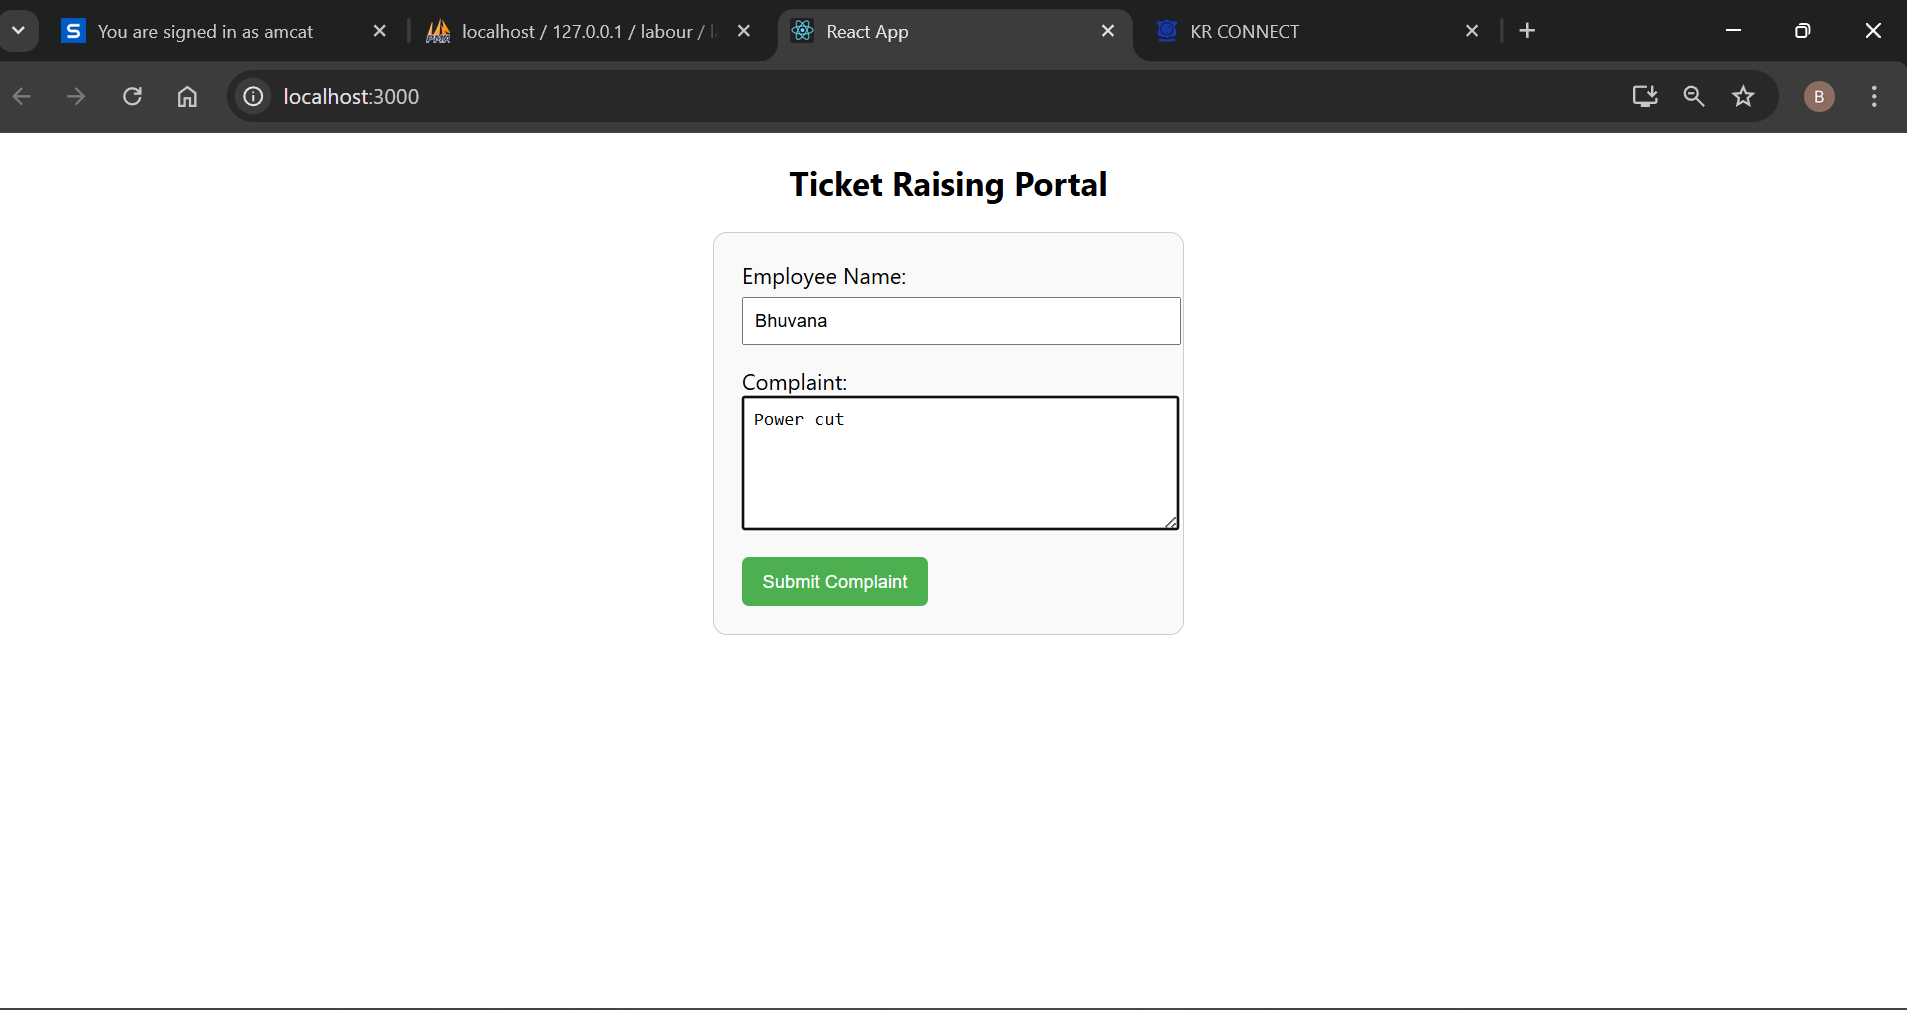 S You are signed in as amcat
PMA localhost / 127.0.0.1 / labour /
React App
KR CONNECT
localhost:3000
B
Ticket Raising Portal
Employee Name:
Bhuvana
Complaint:
Power cut
Submit Complaint